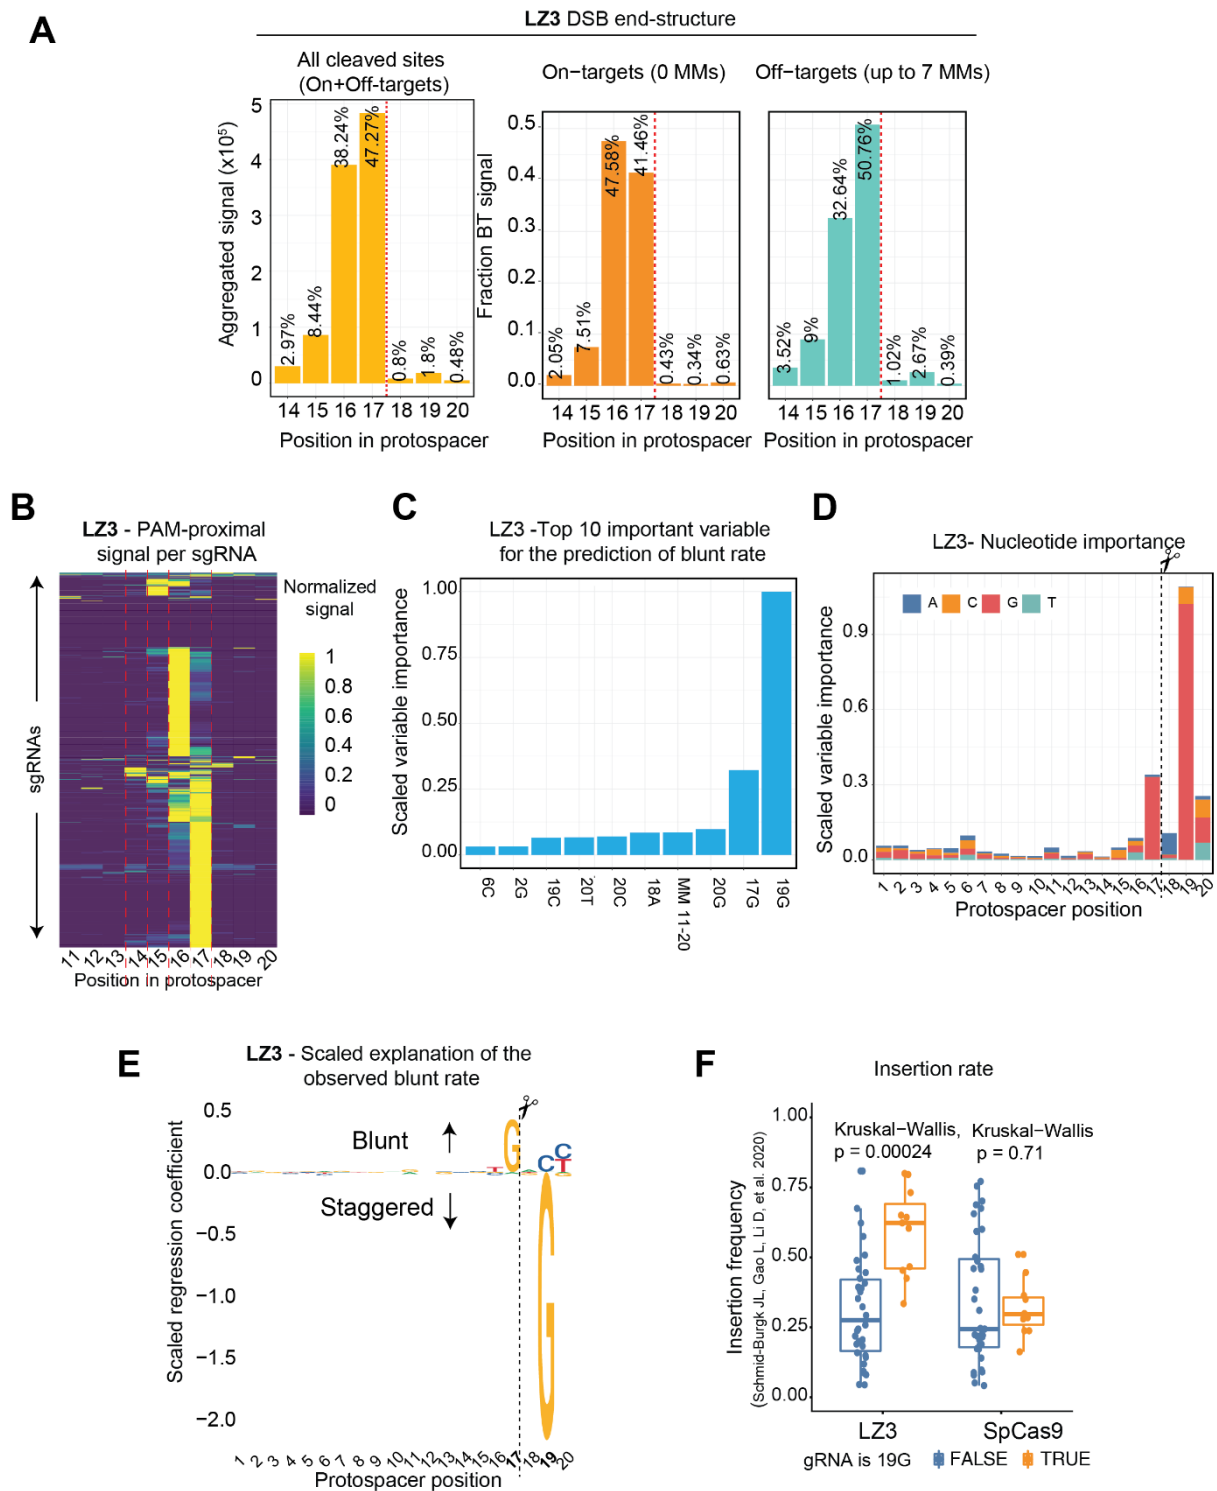 A
LZ3 DSB end-structure
All cleaved sites
(On+Off-targets)
On−targets (0 MMs)
Off−targets (up to 7 MMs)
Aggregated signal (x10⁵)
5
4
3
2
1
0
2.97%
8.44%
38.24%
47.27%
0.8%
1.8%
0.48%
14 15 16 17 18 19 20
Position in protospacer
Fraction BT signal
0.5
0.4
0.3
0.2
0.1
0.0
2.05%
7.51%
47.58%
41.46%
0.43%
0.34%
0.63%
14 15 16 17 18 19 20
Position in protospacer
3.52%
9%
32.64%
50.76%
1.02%
2.67%
0.39%
14 15 16 17 18 19 20
Position in protospacer
B
LZ3 - PAM-proximal
signal per sgRNA
sgRNAs
Normalized
signal
1
0.8
0.6
0.4
0.2
0
11 12 13 14 15 16 17 18 19 20
Position in protospacer
C
LZ3 -Top 10 important variable
for the prediction of blunt rate
Scaled variable importance
1.00
0.75
0.50
0.25
0.00
6C
2G
19C
20T
20C
18A
MM 11-20
20G
17G
19G
D
LZ3- Nucleotide importance
Scaled variable importance
A C G T
0.9
0.6
0.3
0.0
1 2 3 4 5 6 7 8 9 10 11 12 13 14 15 16 17 18 19 20
Protospacer position
E
LZ3 - Scaled explanation of the
observed blunt rate
Scaled regression coefficient
0.5
0.0
−0.5
−1.0
−1.5
−2.0
Blunt
Staggered
G
C
C
T
G
1 2 3 4 5 6 7 8 9 10 11 12 13 14 15 16 17 18 19 20
Protospacer position
F
Insertion rate
Insertion frequency
(Schmid-Burgk JL, Gao L, Li D, et al. 2020)
1.00
0.75
0.50
0.25
0.00
Kruskal−Wallis,
p = 0.00024
Kruskal−Wallis
p = 0.71
LZ3 SpCas9
gRNA is 19G FALSE TRUE